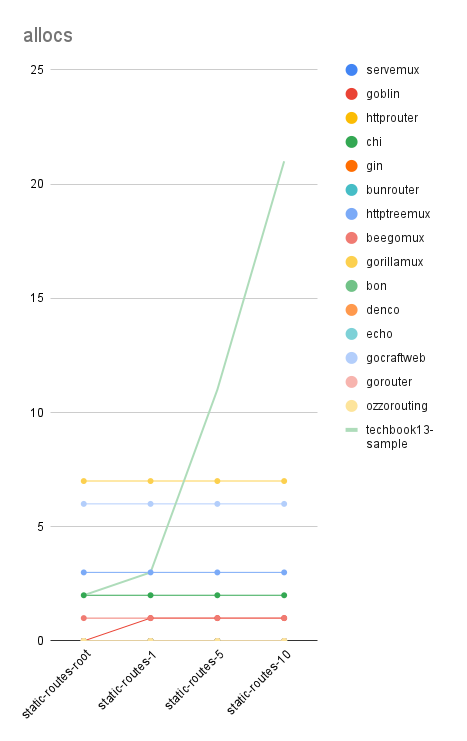 allocs
25
20
15
10
5
0
static-routes-root
static-routes-1
static-routes-5
static-routes-10
servemux
goblin
httprouter
chi
gin
bunrouter
httptreemux
beegomux
gorillamux
bon
denco
echo
gocraftweb
gorouter
ozzorouting
techbook13-
sample